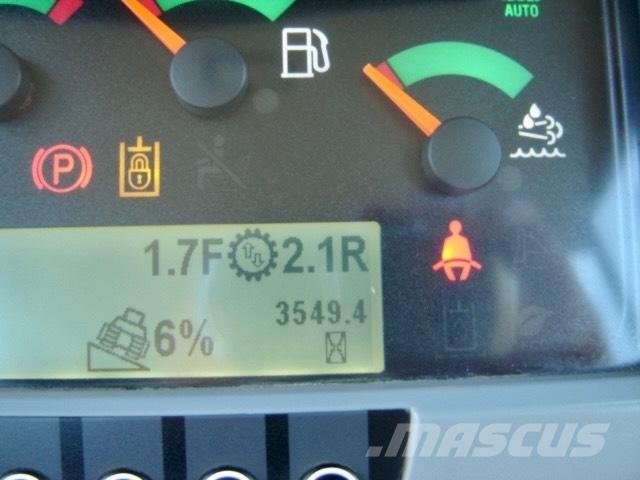 AUTO
P
1.7F 2.1R
3549.4
6%
.MASCUS